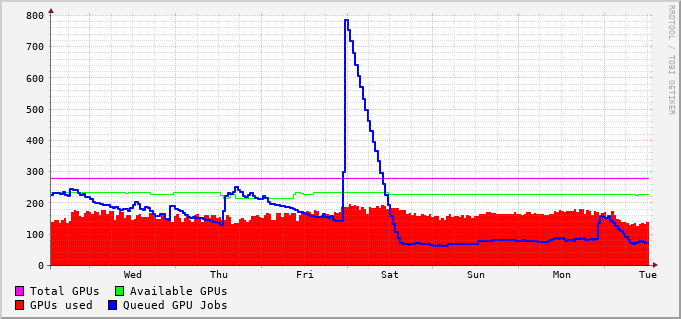 800
700
600
500
400
300
200
100
0
Wed Thu Fri Sat Sun Mon Tue
Total GPUs Available GPUs
GPUs used Queued GPU Jobs
RRDTOOL / TOBI OETIKER